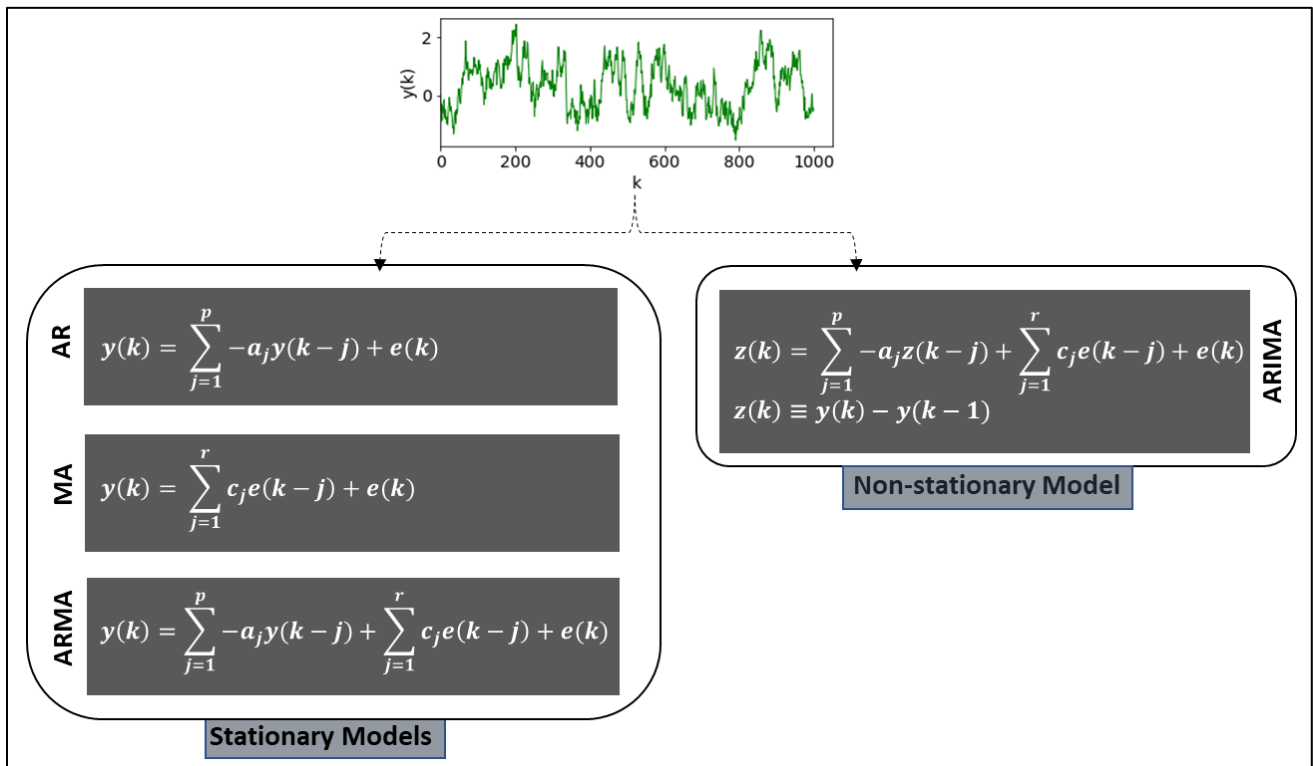 2
0
y(k)
0 200 400 600 800 1000
k
AR
y(k) = ∑_{j=1}^{p} −a_j y(k − j) + e(k)
MA
y(k) = ∑_{j=1}^{r} c_j e(k − j) + e(k)
ARMA
y(k) = ∑_{j=1}^{p} −a_j y(k − j) + ∑_{j=1}^{r} c_j e(k − j) + e(k)
Stationary Models
z(k) = ∑_{j=1}^{p} −a_j z(k − j) + ∑_{j=1}^{r} c_j e(k − j) + e(k)
z(k) ≡ y(k) − y(k − 1)
ARIMA
Non-stationary Model